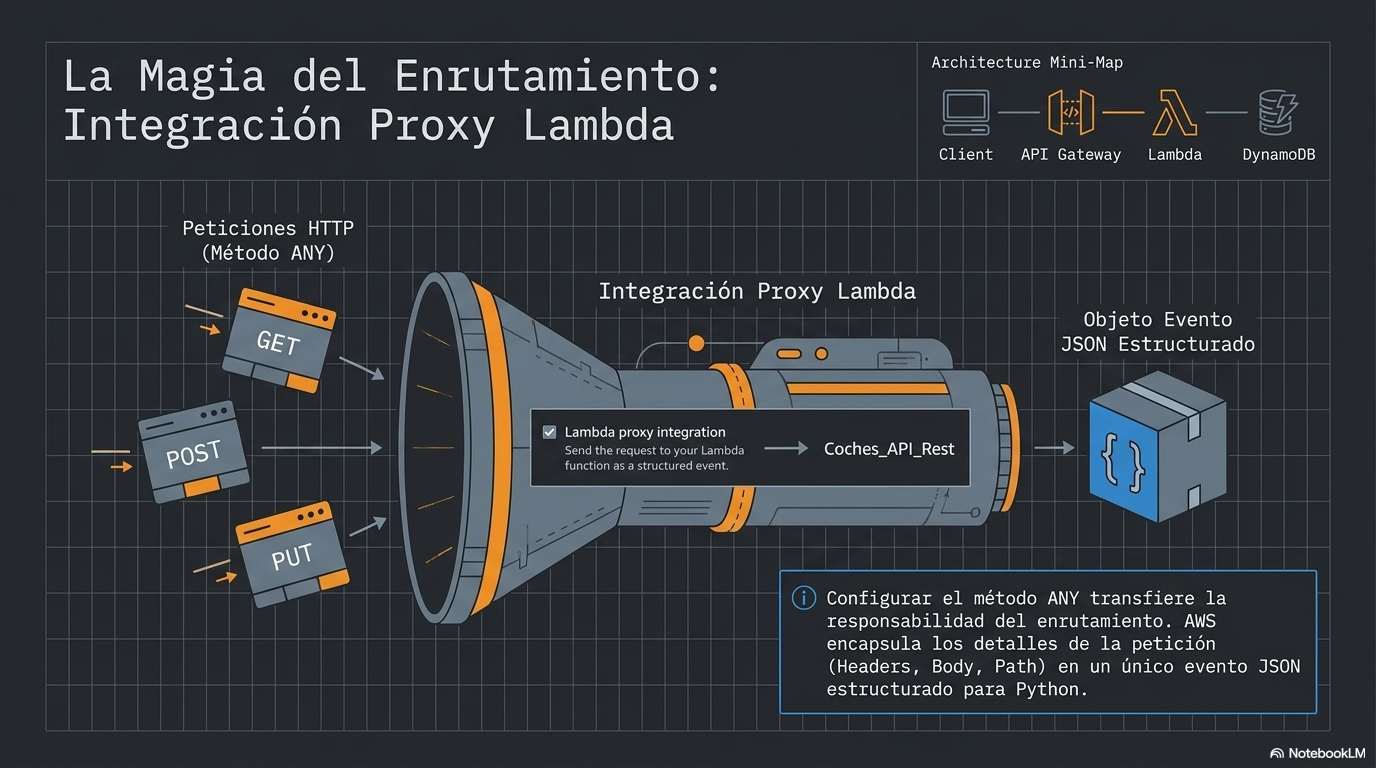 La Magia del Enrutamiento:
Integración Proxy Lambda
Architecture Mini-Map
Client
API Gateway
Lambda
DynamoDB
Peticiones HTTP
(Método ANY)
GET
POST
PUT
Integración Proxy Lambda
Lambda proxy integration
Send the request to your Lambda
function as a structured event.
Coches_API_Rest
Objeto Evento
JSON Estructurado
{}
Configurar el método ANY transfiere la
responsabilidad del enrutamiento. AWS
encapsula los detalles de la petición
(Headers, Body, Path) en un único evento JSON
estructurado para Python.
NotebookLM